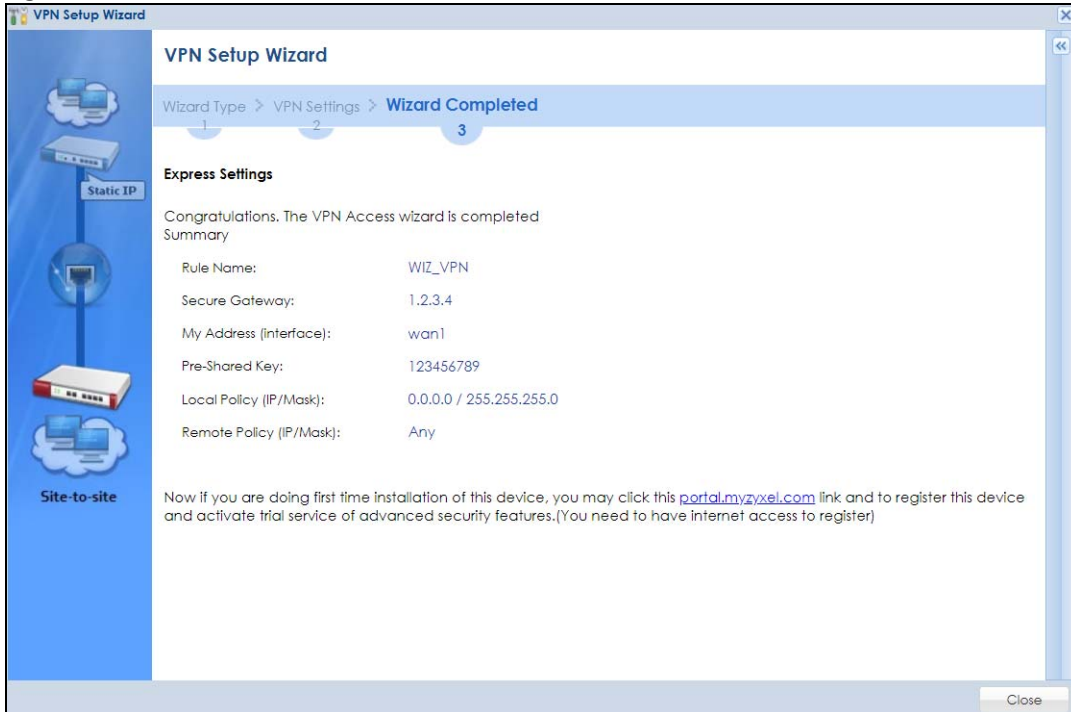 VPN Setup Wizard
VPN Setup Wizard
Wizard Type > VPN Settings > Wizard Completed
1 2 3
Static IP
Express Settings
Congratulations. The VPN Access wizard is completed
Summary
Rule Name: WIZ_VPN
Secure Gateway: 1.2.3.4
My Address (interface): wan1
Pre-Shared Key: 123456789
Local Policy (IP/Mask): 0.0.0.0 / 255.255.255.0
Remote Policy (IP/Mask): Any
Site-to-site
Now if you are doing first time installation of this device, you may click this portal.myzyxel.com link and to register this device
and activate trial service of advanced security features.(You need to have internet access to register)
Close